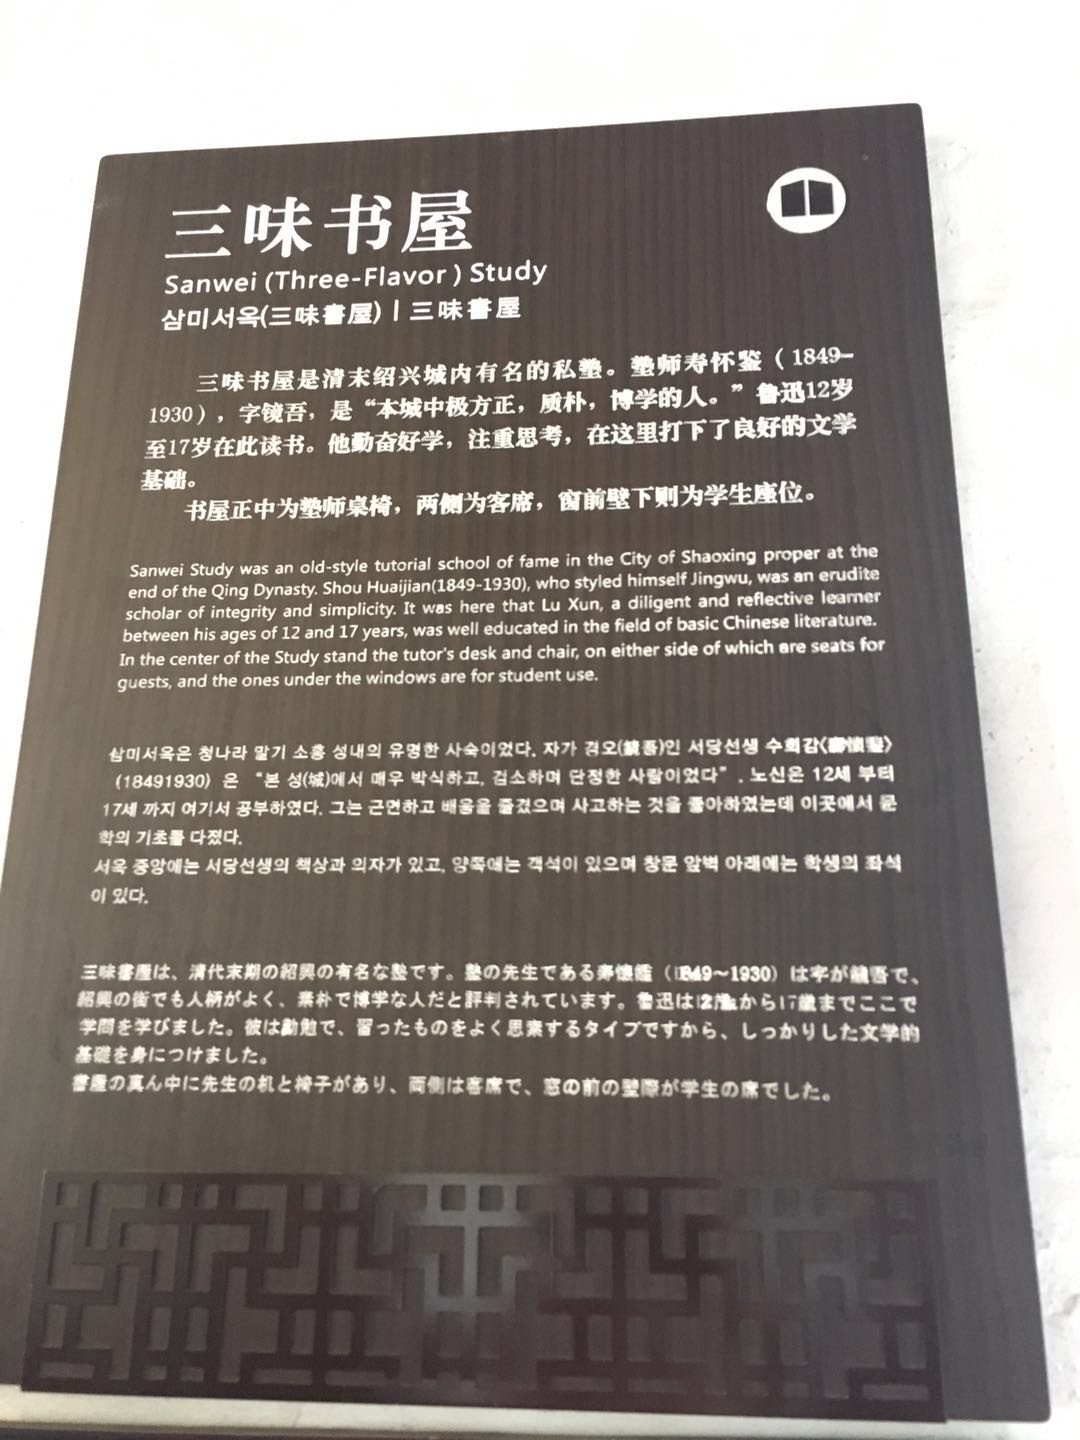 三味书屋
Sanwei (Three-Flavor ) Study
삼미서옥(三味書屋) | 三味書屋
三味书屋是清末绍兴城内有名的私塾。塾师寿怀鉴（1849-
1930），字镜吾，是“本城中极方正，质朴，博学的人。”鲁迅12岁
至17岁在此读书。他勤奋好学，注重思考，在这里打下了良好的文学
基础。
书屋正中为塾师桌椅，两侧为客席，窗前壁下则为学生座位。
Sanwei Study was an old-style tutorial school of fame in the City of Shaoxing proper at the
end of the Qing Dynasty. Shou Huaijian(1849-1930), who styled himself Jingwu, was an erudite
scholar of integrity and simplicity. It was here that Lu Xun, a diligent and reflective learner
between his ages of 12 and 17 years, was well educated in the field of basic Chinese literature.
In the center of the Study stand the tutor's desk and chair, on either side of which are seats for
guests, and the ones under the windows are for student use.
삼미서옥은 청나라 말기 소흥 성내의 유명한 사숙이었다. 자가 경오(鏡吾)인 서당선생 수회감(壽懷鑒)
(18491930) 은 “본 성(城)에서 매우 박식하고, 검소하며 단정한 사람이었다”. 노신은 12세 부터
17세 까지 여기서 공부하였다. 그는 근면하고 배움을 즐겼으며 사고하는 것을 좋아하였는데 이곳에서 문
학의 기초를 다졌다.
서옥 중앙에는 서당선생의 책상과 의자가 있고, 양쪽에는 객석이 있으며 창문 앞벽 아래에는 학생의 좌석
이 있다.
三味書屋は、清代末期の紹興の有名な塾です。塾の先生である寿懐鑑（1849～1930）は字が鏡吾で、
紹興の街でも人柄がよく、素朴で博学な人だと評判されています。魯迅は12歳から17歳までここで
学問を学びました。彼は勤勉で、習ったものをよく思索するタイプですから、しっかりした文学的
基礎を身につけました。
書屋の真ん中に先生の机と椅子があり、両側は客席で、窓の前の壁際が学生の席でした。